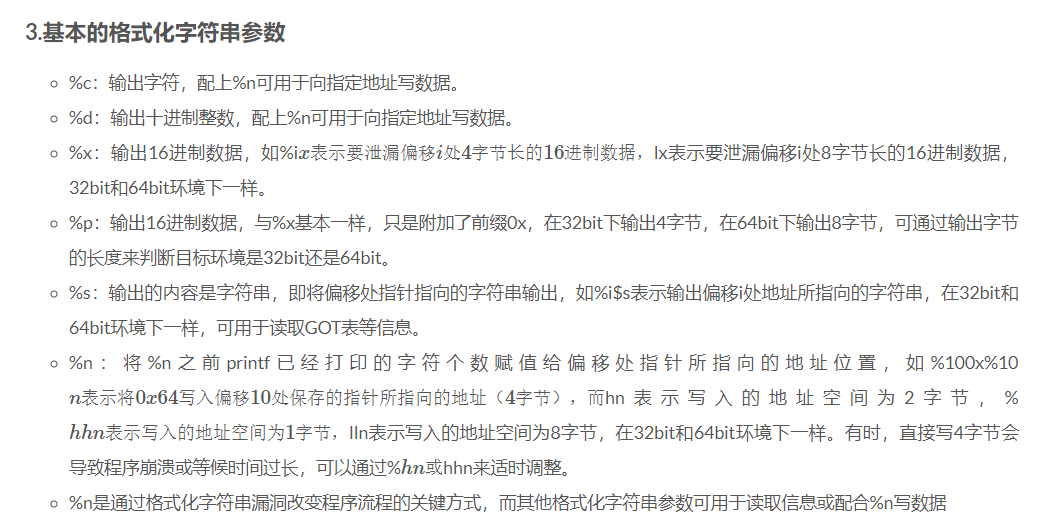 3.基本的格式化字符串参数
%c：输出字符，配上%n可用于向指定地址写数据。
%d：输出十进制整数，配上%n可用于向指定地址写数据。
%x：输出16进制数据，如%ix表示要泄漏偏移i处4字节长的16进制数据，lx表示要泄漏偏移i处8字节长的16进制数据，
32bit和64bit环境下一样。
%p：输出16进制数据，与%x基本一样，只是附加了前缀0x，在32bit下输出4字节，在64bit下输出8字节，可通过输出字节
的长度来判断目标环境是32bit还是64bit。
%s：输出的内容是字符串，即将偏移处指针指向的字符串输出，如%i$s表示输出偏移i处地址所指向的字符串，在32bit和
64bit环境下一样，可用于读取GOT表等信息。
%n：将%n之前printf已经打印的字符个数赋值给偏移处指针所指向的地址位置，如%100x%10
n表示将0x64写入偏移10处保存的指针所指向的地址（4字节），而hn表示写入的地址空间为2字节，%
hhn表示写入的地址空间为1字节，lln表示写入的地址空间为8字节，在32bit和64bit环境下一样。有时，直接写4字节会
导致程序崩溃或等候时间过长，可以通过%hn或hhn来适时调整。
%n是通过格式化字符串漏洞改变程序流程的关键方式，而其他格式化字符串参数可用于读取信息或配合%n写数据